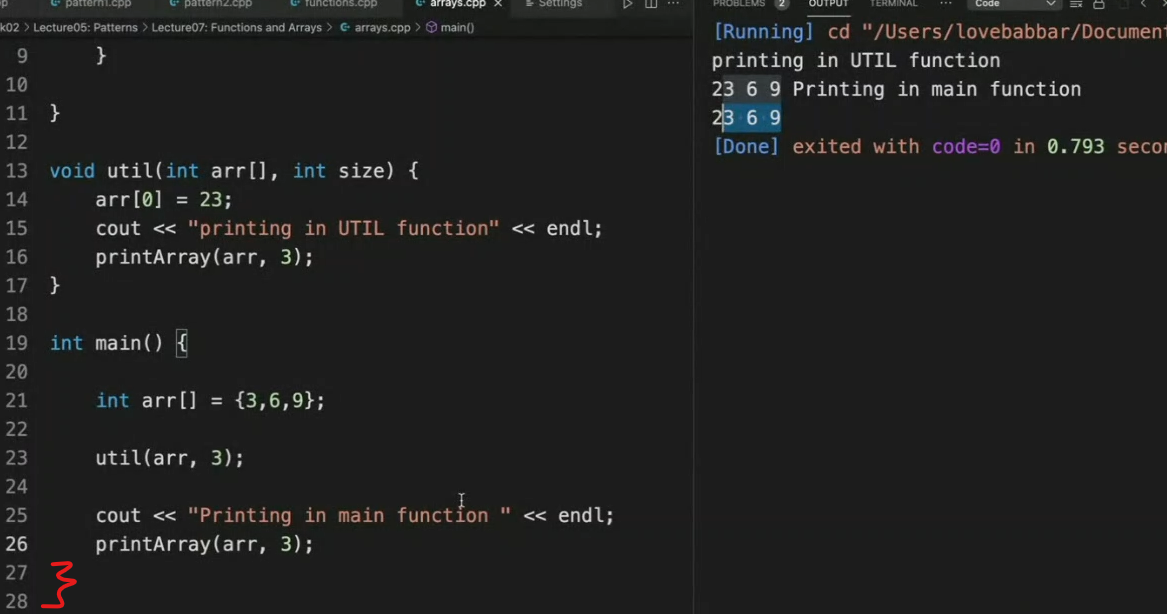 pattern1.cpp pattern2.cpp functions.cpp arrays.cpp × Settings
k02 > Lecture05: Patterns > Lecture07: Functions and Arrays > arrays.cpp > main()
9 }
10
11 }
12
13 void util(int arr[], int size) {
14 arr[0] = 23;
15 cout << "printing in UTIL function" << endl;
16 printArray(arr, 3);
17 }
18
19 int main() {
20
21 int arr[] = {3,6,9};
22
23 util(arr, 3);
24
25 cout << "Printing in main function " << endl;
26 printArray(arr, 3);
27 }
28
PROBLEMS 2 OUTPUT TERMINAL ··· Code
[Running] cd "/Users/lovebabbar/Document
printing in UTIL function
23 6 9 Printing in main function
23 6 9
[Done] exited with code=0 in 0.793 secon